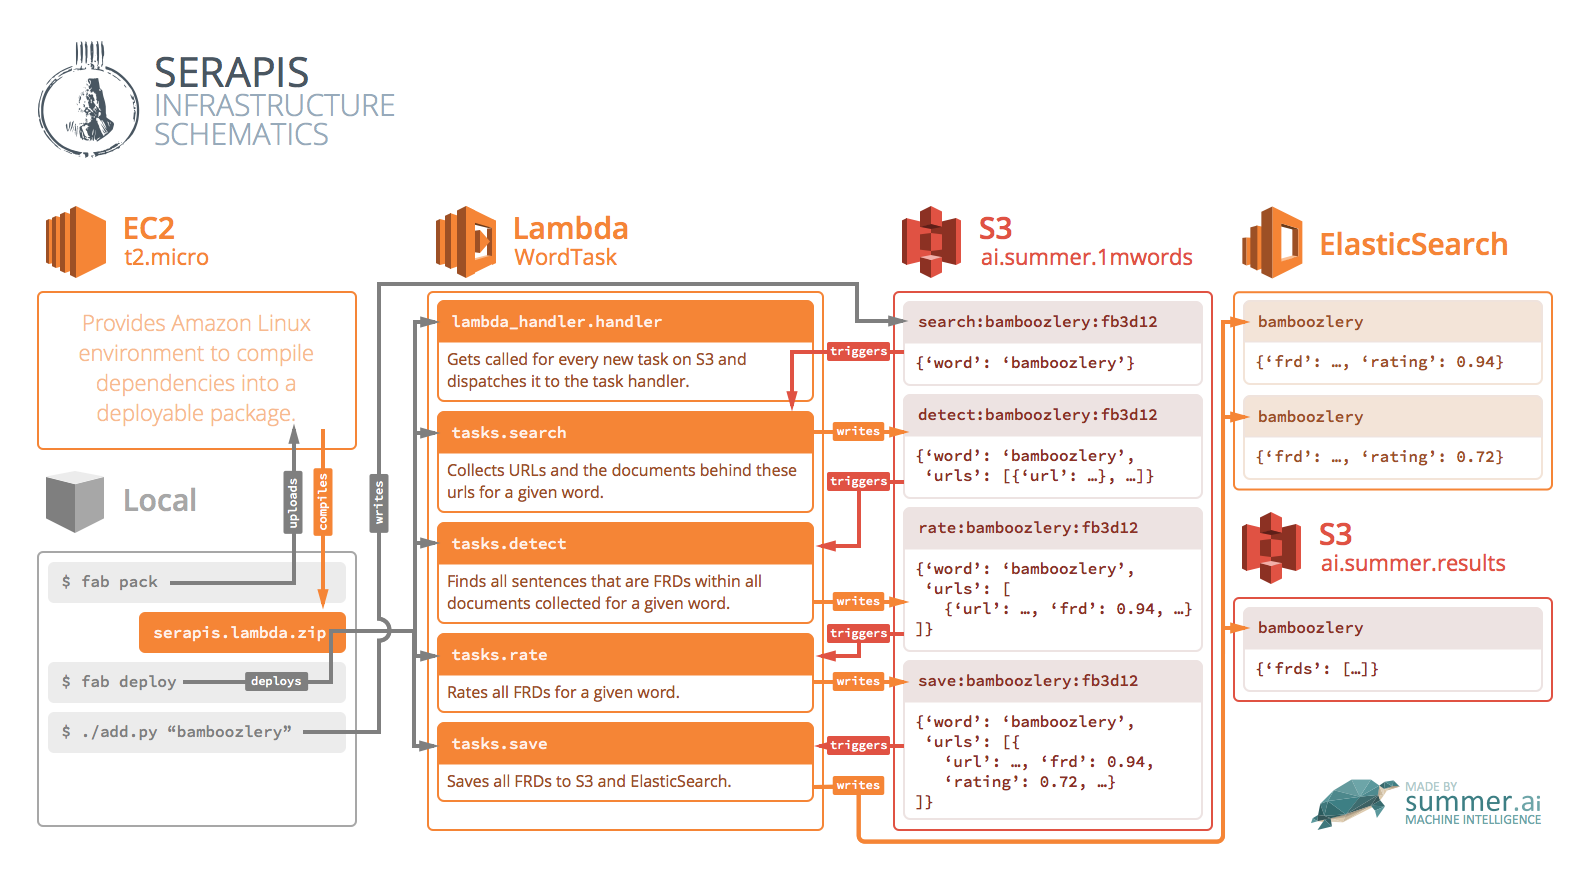 SERAPIS
INFRASTRUCTURE
SCHEMATICS
EC2
t2.micro
Provides Amazon Linux
environment to compile
dependencies into a
deployable package.
uploads
compiles
writes
Local
$ fab pack
serapis.lambda.zip
$ fab deploy
deploys
$ ./add.py “bamboozlery”
Lambda
WordTask
lambda_handler.handler
Gets called for every new task on S3 and
dispatches it to the task handler.
tasks.search
Collects URLs and the documents behind these
urls for a given word.
tasks.detect
Finds all sentences that are FRDs within all
documents collected for a given word.
tasks.rate
Rates all FRDs for a given word.
tasks.save
Saves all FRDs to S3 and ElasticSearch.
triggers
writes
triggers
writes
triggers
writes
triggers
writes
S3
ai.summer.1mwords
search:bamboozlery:fb3d12
{‘word’: ‘bamboozlery’}
detect:bamboozlery:fb3d12
{‘word’: ‘bamboozlery’,
‘urls’: [{‘url’: …}, …]}
rate:bamboozlery:fb3d12
{‘word’: ‘bamboozlery’,
‘urls’: [
{‘url’: …, ‘frd’: 0.94, …}
]}
save:bamboozlery:fb3d12
{‘word’: ‘bamboozlery’,
‘urls’: [{
‘url’: …, ‘frd’: 0.94,
‘rating’: 0.72, …}
]}
ElasticSearch
bamboozlery
{‘frd’: …, ‘rating’: 0.94}
bamboozlery
{‘frd’: …, ‘rating’: 0.72}
S3
ai.summer.results
bamboozlery
{‘frds’: […]}
MADE BY
summer.ai
MACHINE INTELLIGENCE